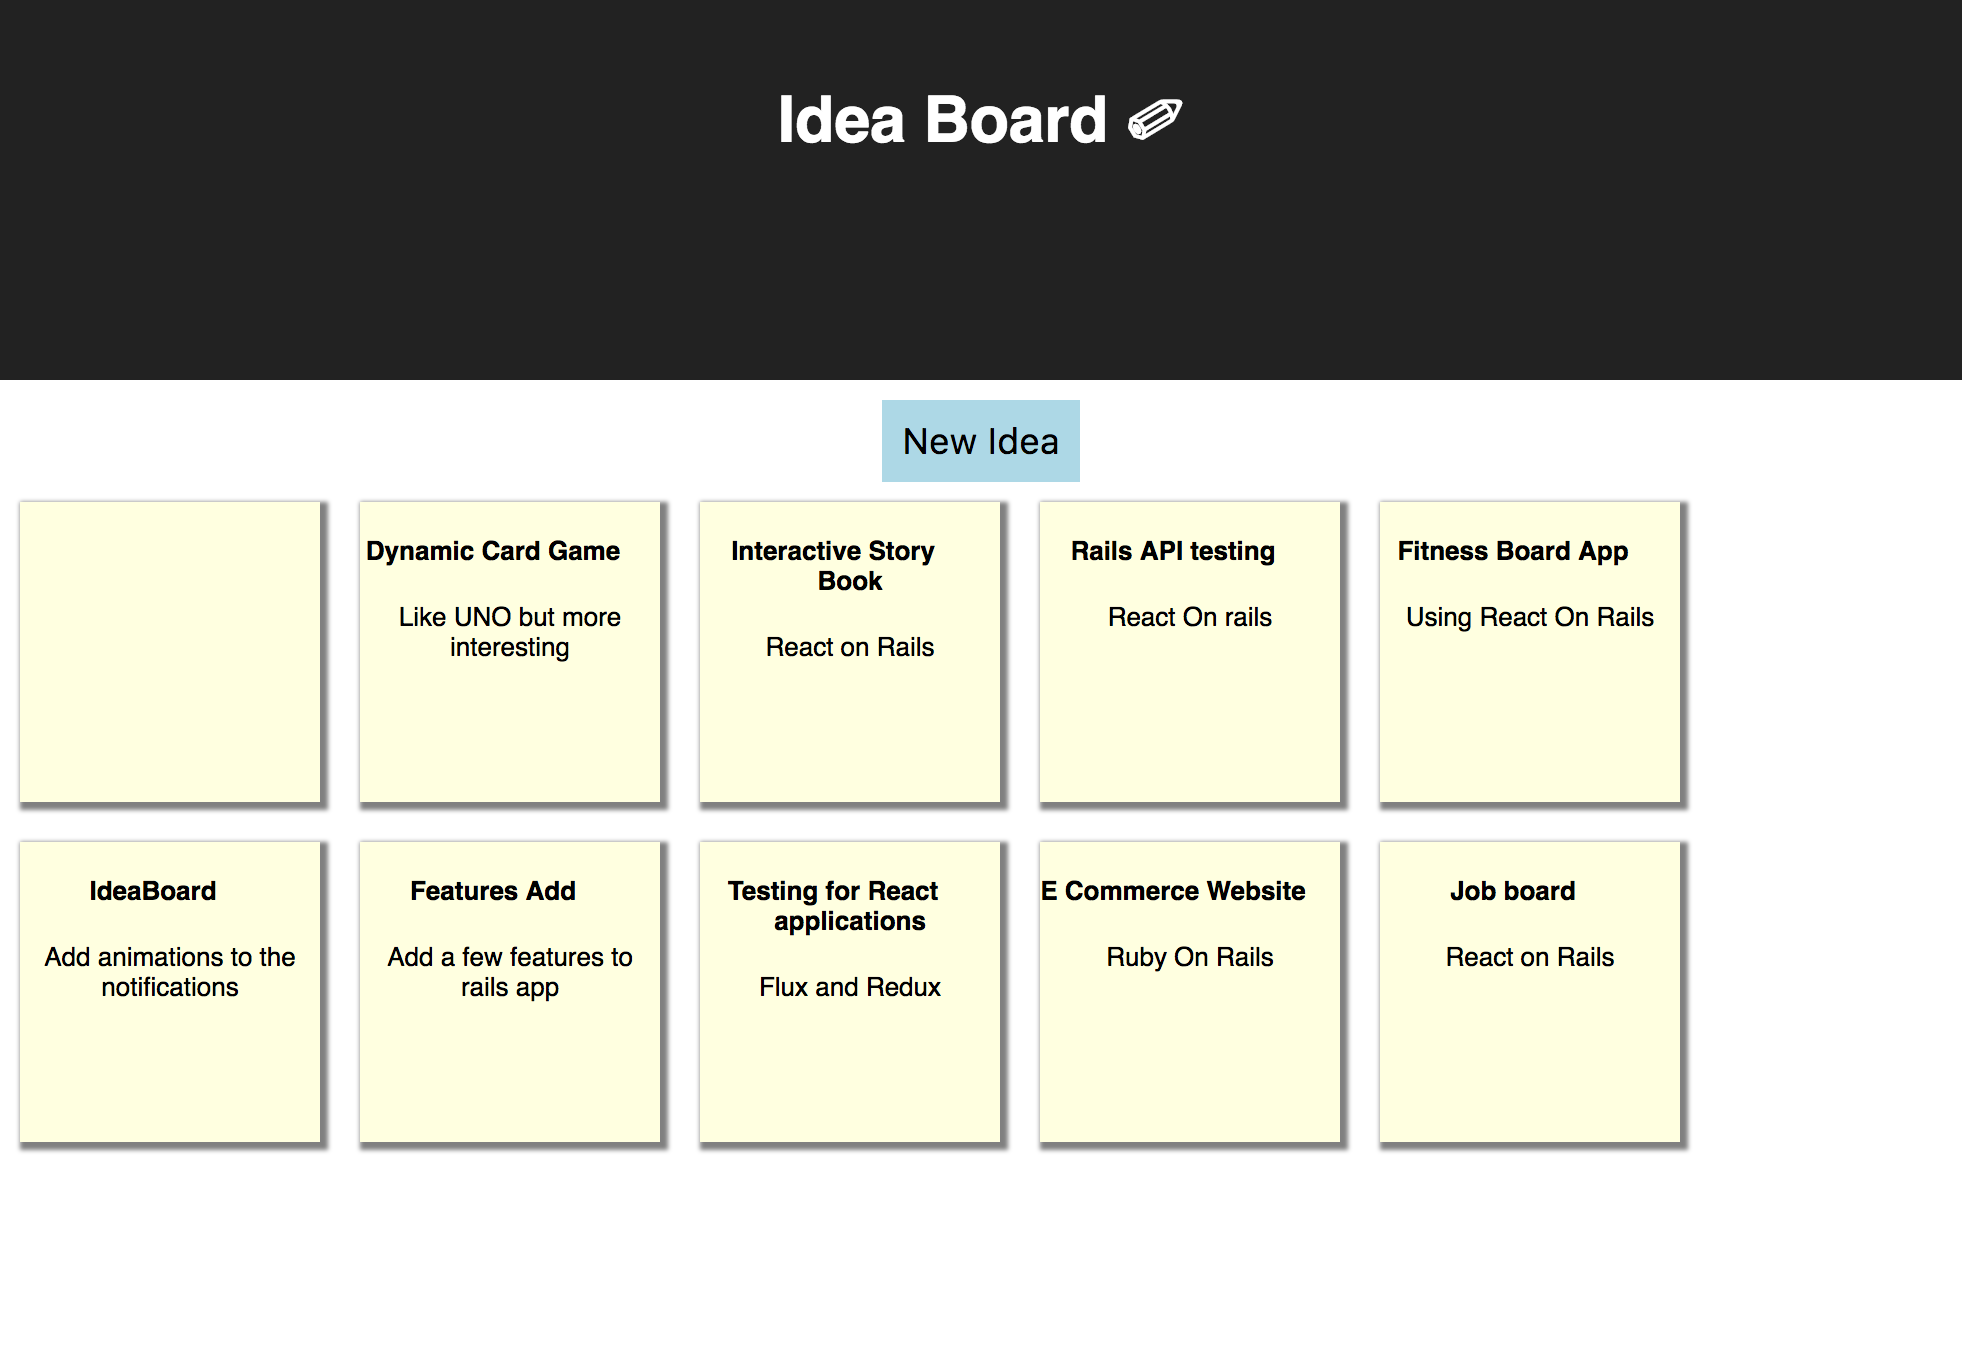 Idea Board ✏
New Idea
Dynamic Card Game
Like UNO but more
interesting
Interactive Story
Book
React on Rails
Rails API testing
React On rails
Fitness Board App
Using React On Rails
IdeaBoard
Add animations to the
notifications
Features Add
Add a few features to
rails app
Testing for React
applications
Flux and Redux
E Commerce Website
Ruby On Rails
Job board
React on Rails